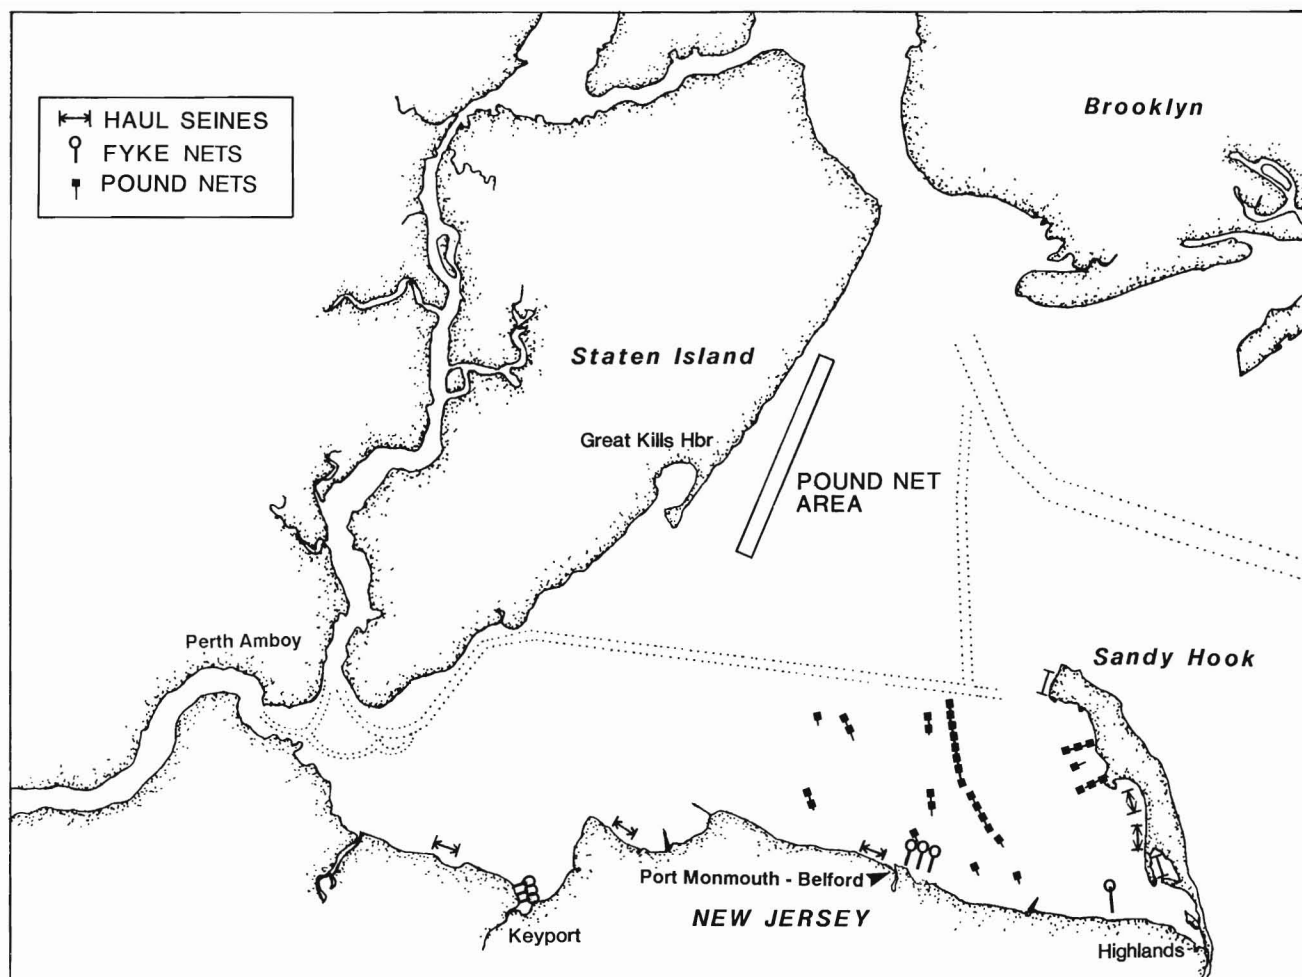 HAUL SEINES
FYKE NETS
POUND NETS
Brooklyn
Staten Island
Great Kills Hbr
POUND NET
AREA
Perth Amboy
Sandy Hook
Port Monmouth - Belford
NEW JERSEY
Keyport
Highlands